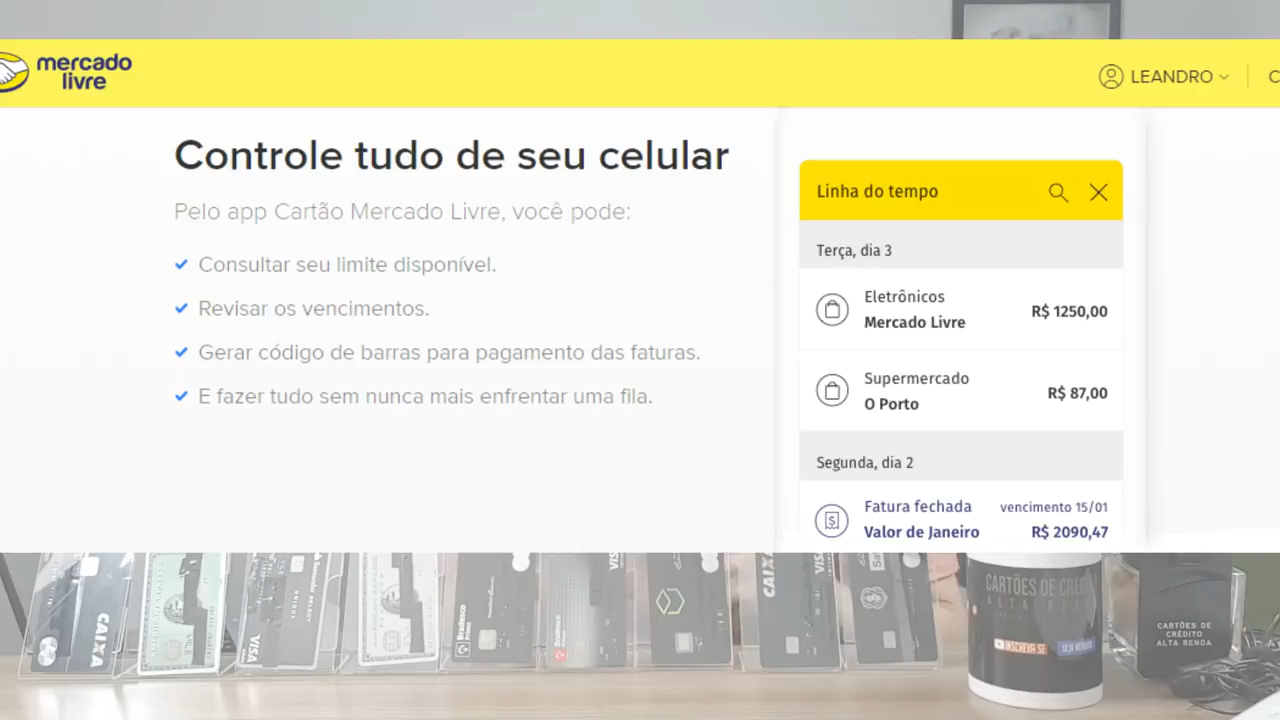 mercado
livre
LEANDRO
Controle tudo de seu celular
Pelo app Cartão Mercado Livre, você pode:
Consultar seu limite disponível.
Revisar os vencimentos.
Gerar código de barras para pagamento das faturas.
E fazer tudo sem nunca mais enfrentar uma fila.
Linha do tempo
Terça, dia 3
Eletrônicos
Mercado Livre
R$ 1250,00
Supermercado
O Porto
R$ 87,00
Segunda, dia 2
Fatura fechada
vencimento 15/01
Valor de Janeiro
R$ 2090,47
CAIXA
VISA
Bradesco
VISA
CAIXA
VISA
CARTÕES DE CRÉDITO
ALTA RENDA
INSCREVA-SE
SEJA MEMBRO
CARTÕES DE
CRÉDITO
ALTA RENDA